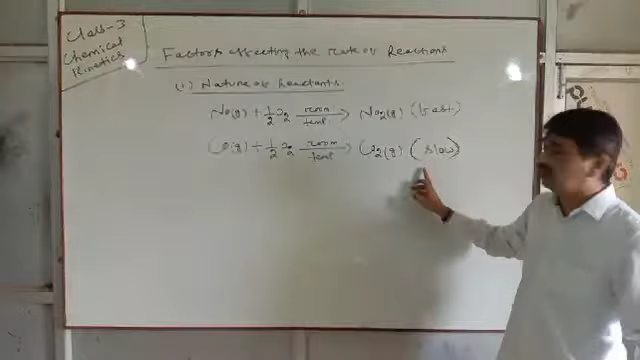 Class-3
Chemical
Kinetics
Factors affecting the rate of Reactions
(1) Nature of Reactants
NO(g) + 1/2 O2 room temp. → NO2(g) (fast)
CO(g) + 1/2 O2 room temp. → CO2(g) (slow)